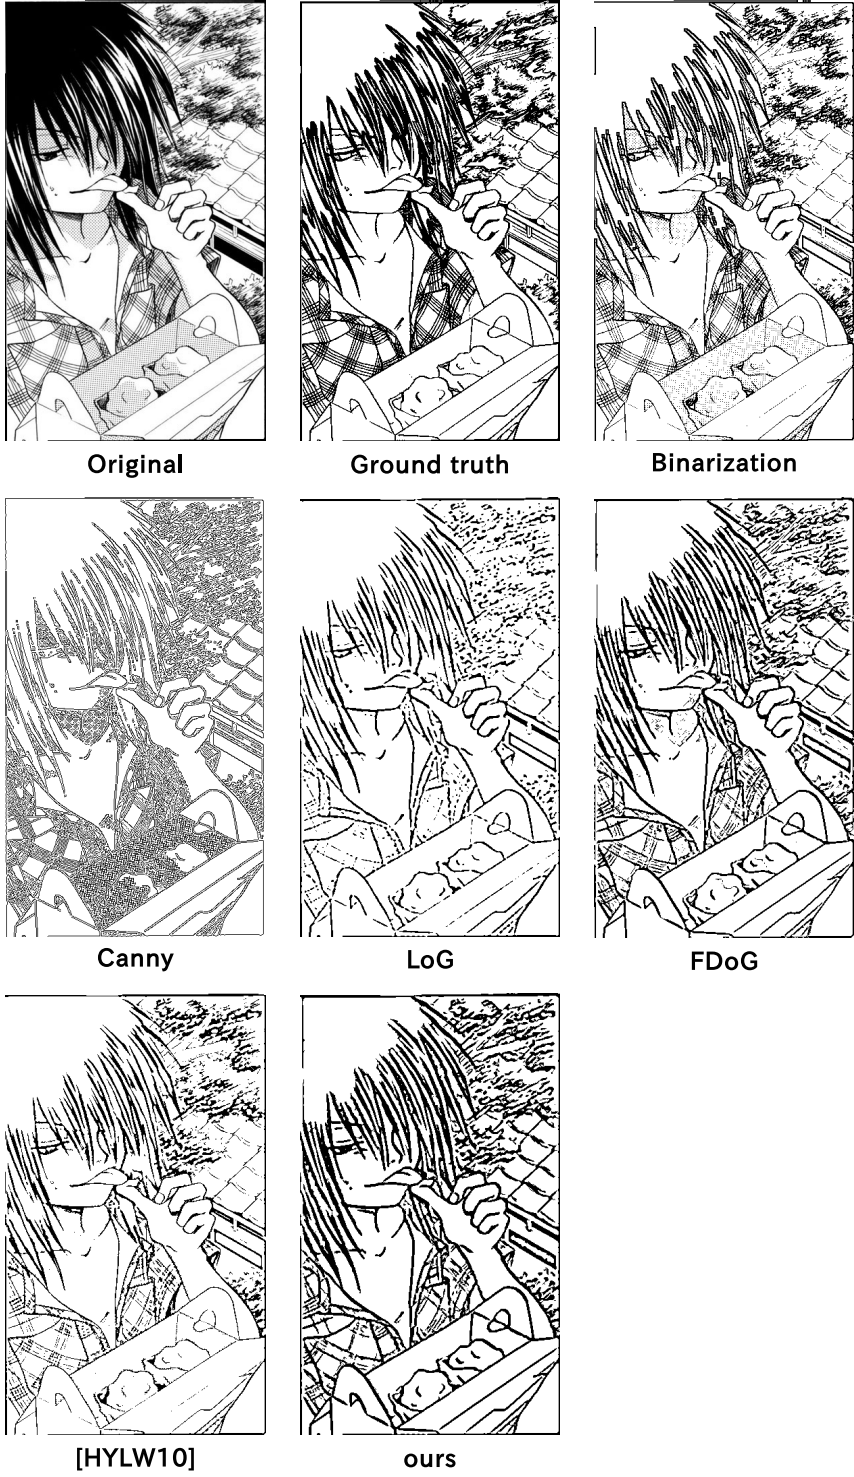 Original
Ground truth
Binarization
Canny
LoG
FDoG
[HYLW10]
ours